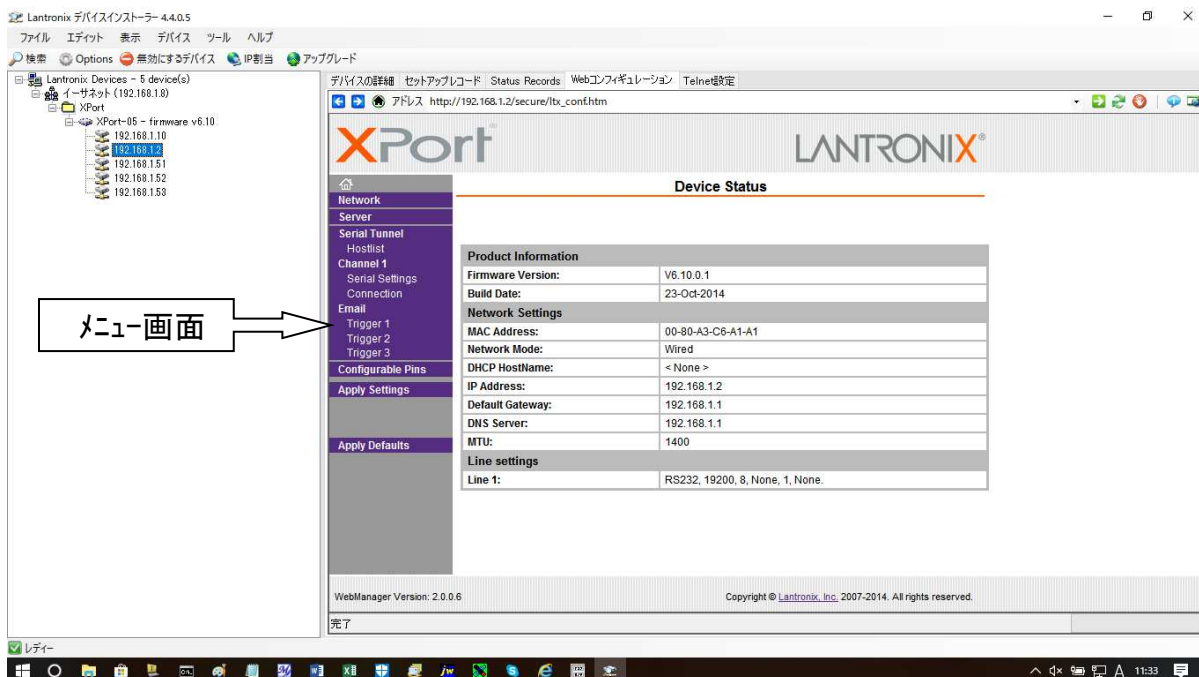 Lantronix デバイスインストーラー 4.4.0.5
ファイル エディット 表示 デバイス ツール ヘルプ
検索 Options 無効にするデバイス IP割当 アップグレード
Lantronix Devices - 5 device(s)
イーサネット (192.168.1.8)
XPort
XPort-05 - firmware v6.10
192.168.1.10
192.168.1.2
192.168.1.51
192.168.1.52
192.168.1.53
メニュー画面
デバイスの詳細 セットアップレコード Status Records Webコンフィギュレーション Telnet設定
アドレス http://192.168.1.2/secure/ltx_conf.htm
XPort®
LANTRONIX®
Network
Server
Serial Tunnel
Hostlist
Channel 1
Serial Settings
Connection
Email
Trigger 1
Trigger 2
Trigger 3
Configurable Pins
Apply Settings
Apply Defaults
Device Status
Product Information
Firmware Version: V6.10.0.1
Build Date: 23-Oct-2014
Network Settings
MAC Address: 00-80-A3-C6-A1-A1
Network Mode: Wired
DHCP HostName: < None >
IP Address: 192.168.1.2
Default Gateway: 192.168.1.1
DNS Server: 192.168.1.1
MTU: 1400
Line settings
Line 1: RS232, 19200, 8, None, 1, None.
WebManager Version: 2.0.0.6
Copyright © Lantronix, Inc. 2007-2014. All rights reserved.
完了
レディー
A 11:33